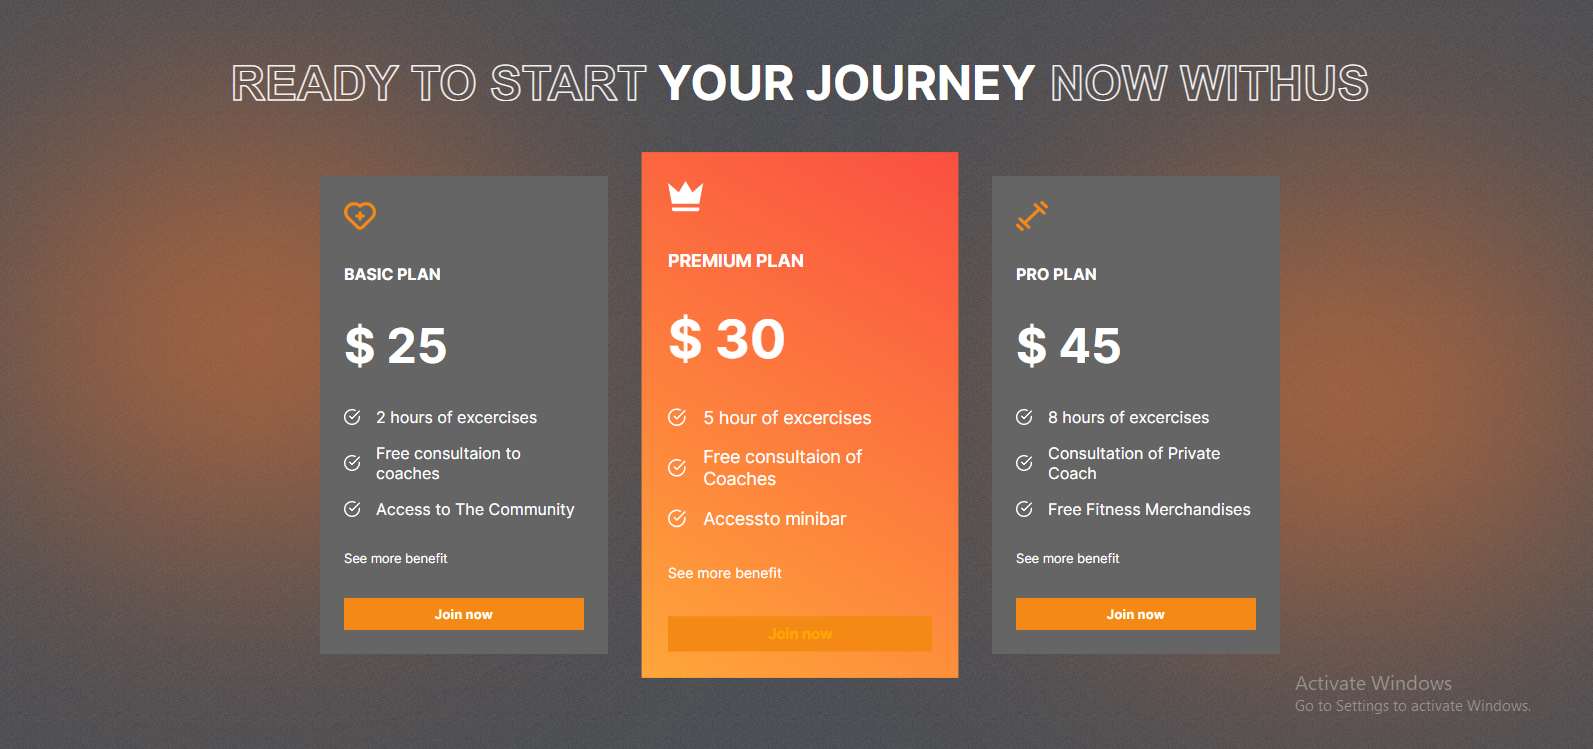 READY TO START YOUR JOURNEY NOW WITHUS
BASIC PLAN
$ 25
2 hours of excercises
Free consultaion to
coaches
Access to The Community
See more benefit
Join now
PREMIUM PLAN
$ 30
5 hour of excercises
Free consultaion of
Coaches
Accessto minibar
See more benefit
Join now
PRO PLAN
$ 45
8 hours of excercises
Consultation of Private
Coach
Free Fitness Merchandises
See more benefit
Join now
Activate Windows
Go to Settings to activate Windows.